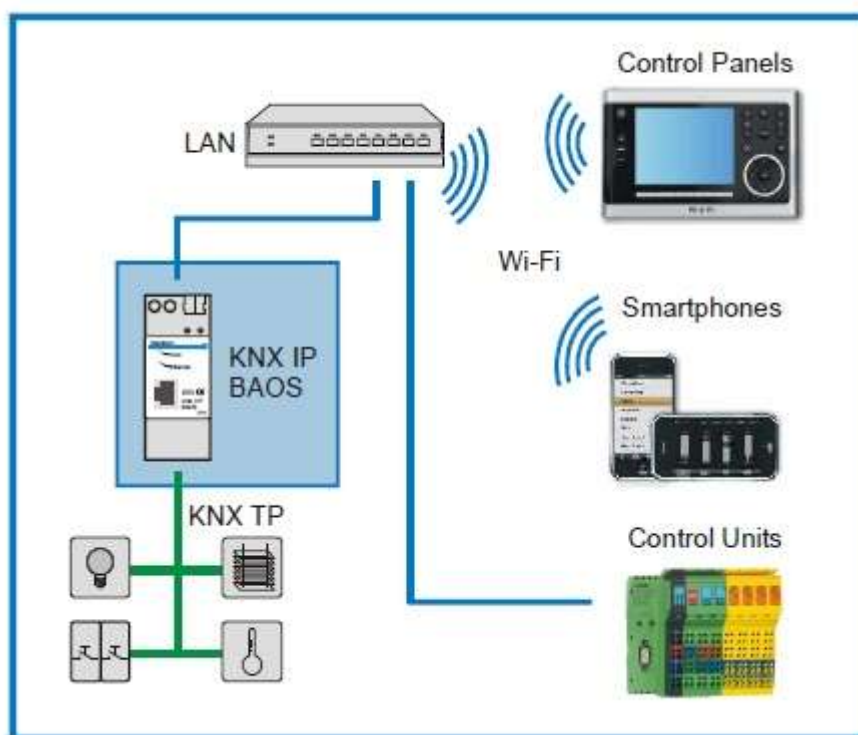 Control Panels
LAN
Wi-Fi
KNX IP
BAOS
Smartphones
KNX TP
Control Units